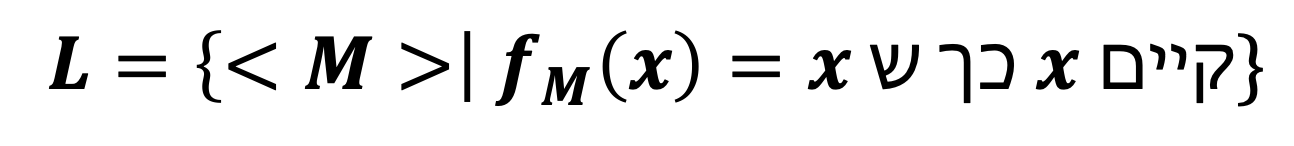 L = {< M >| f_M(x) = x קיים x כך ש}